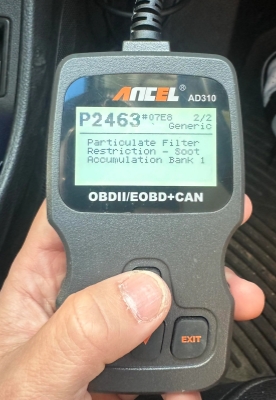 ANCEL
AD310
P2463 #07E8 2/2
Generic
Particulate Filter
Restriction - Soot
Accumulation Bank 1
OBDII/EOBD+CAN
EXIT